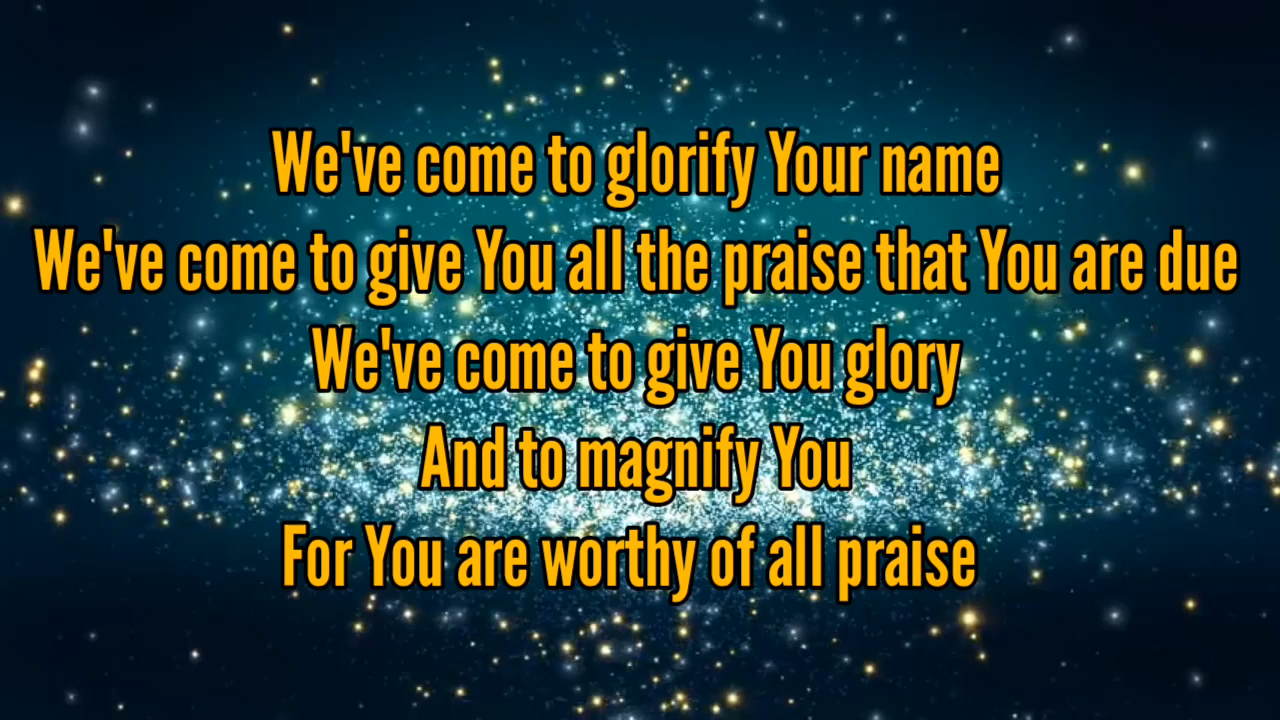 We've come to glorify Your name
We've come to give You all the praise that You are due
We've come to give You glory
And to magnify You
For You are worthy of all praise